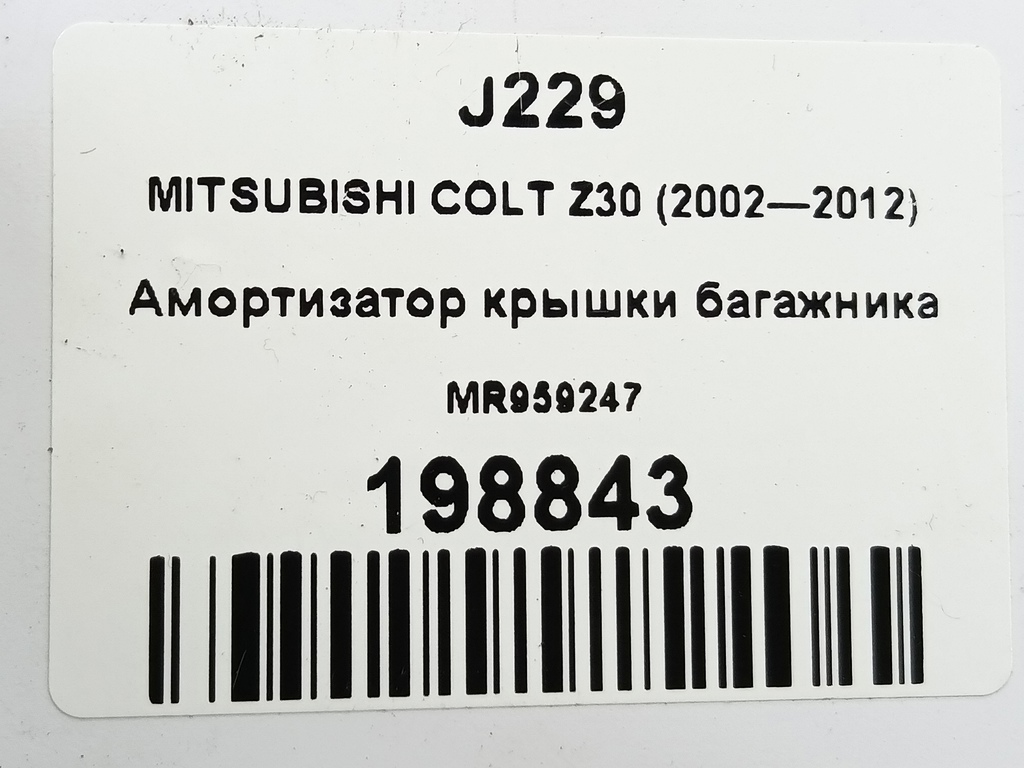 J229
MITSUBISHI COLT Z30 (2002—2012)
Амортизатор крышки багажника
MR959247
198843